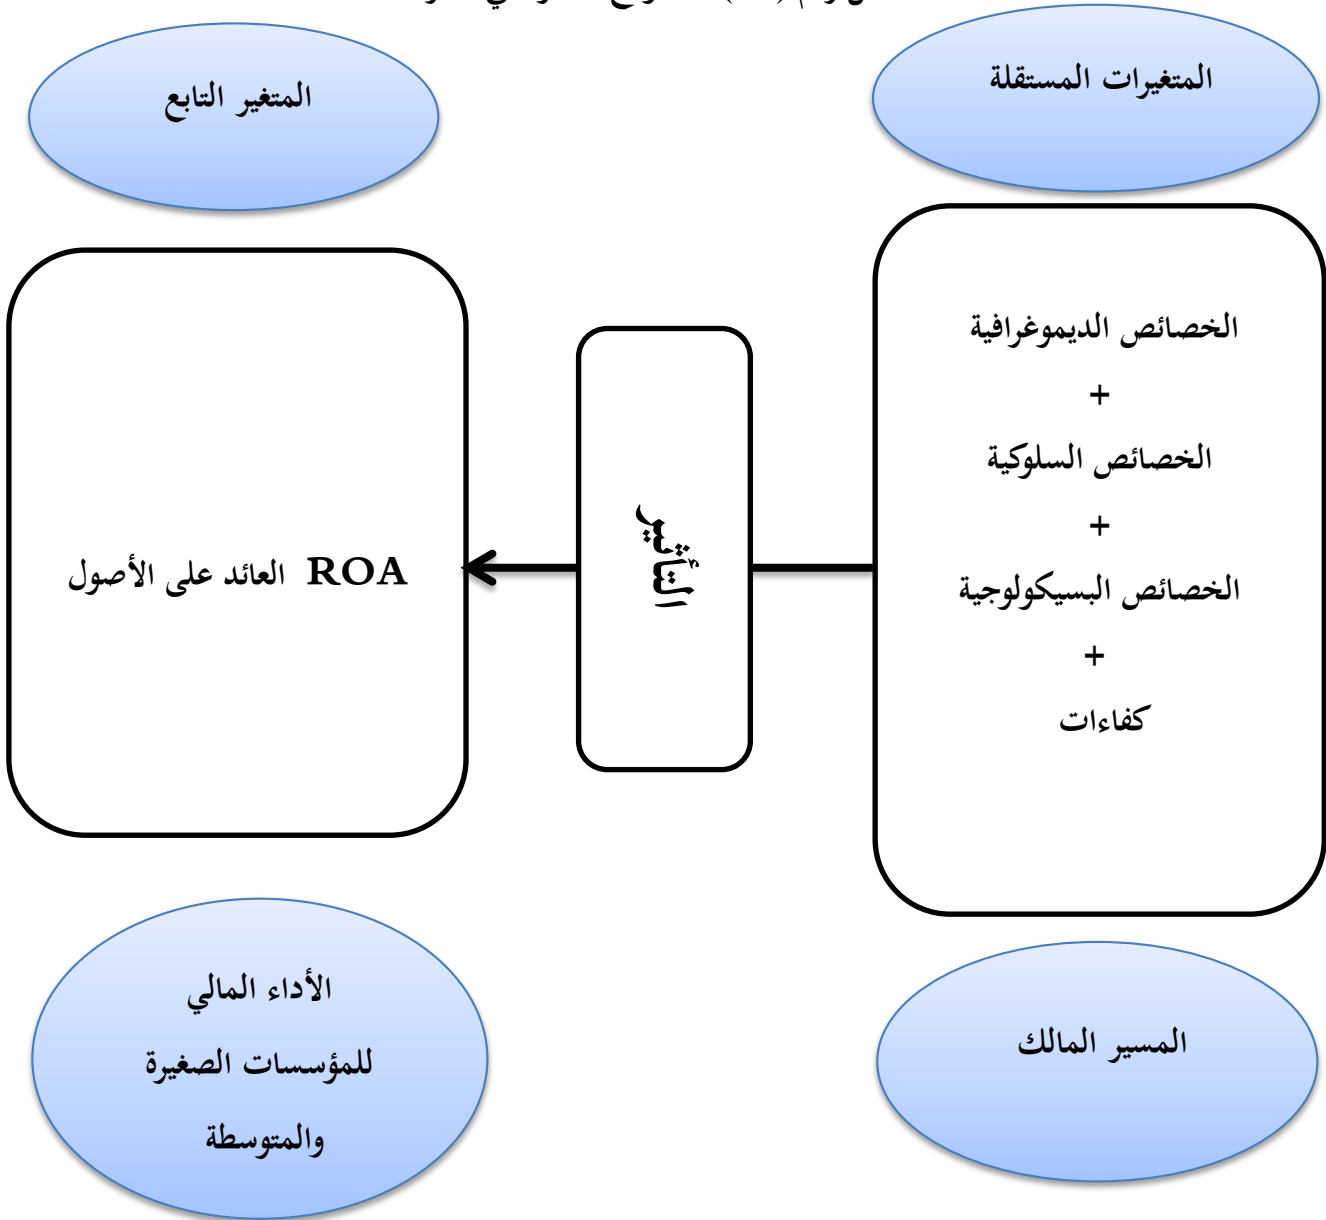 المتغيرات المستقلة
المتغير التابع
الخصائص الديموغرافية
+
الخصائص السلوكية
+
الخصائص البسيكولوجية
+
كفاءات
التأثير
ROA العائد على الأصول
المسير المالك
الأداء المالي
للمؤسسات الصغيرة
والمتوسطة